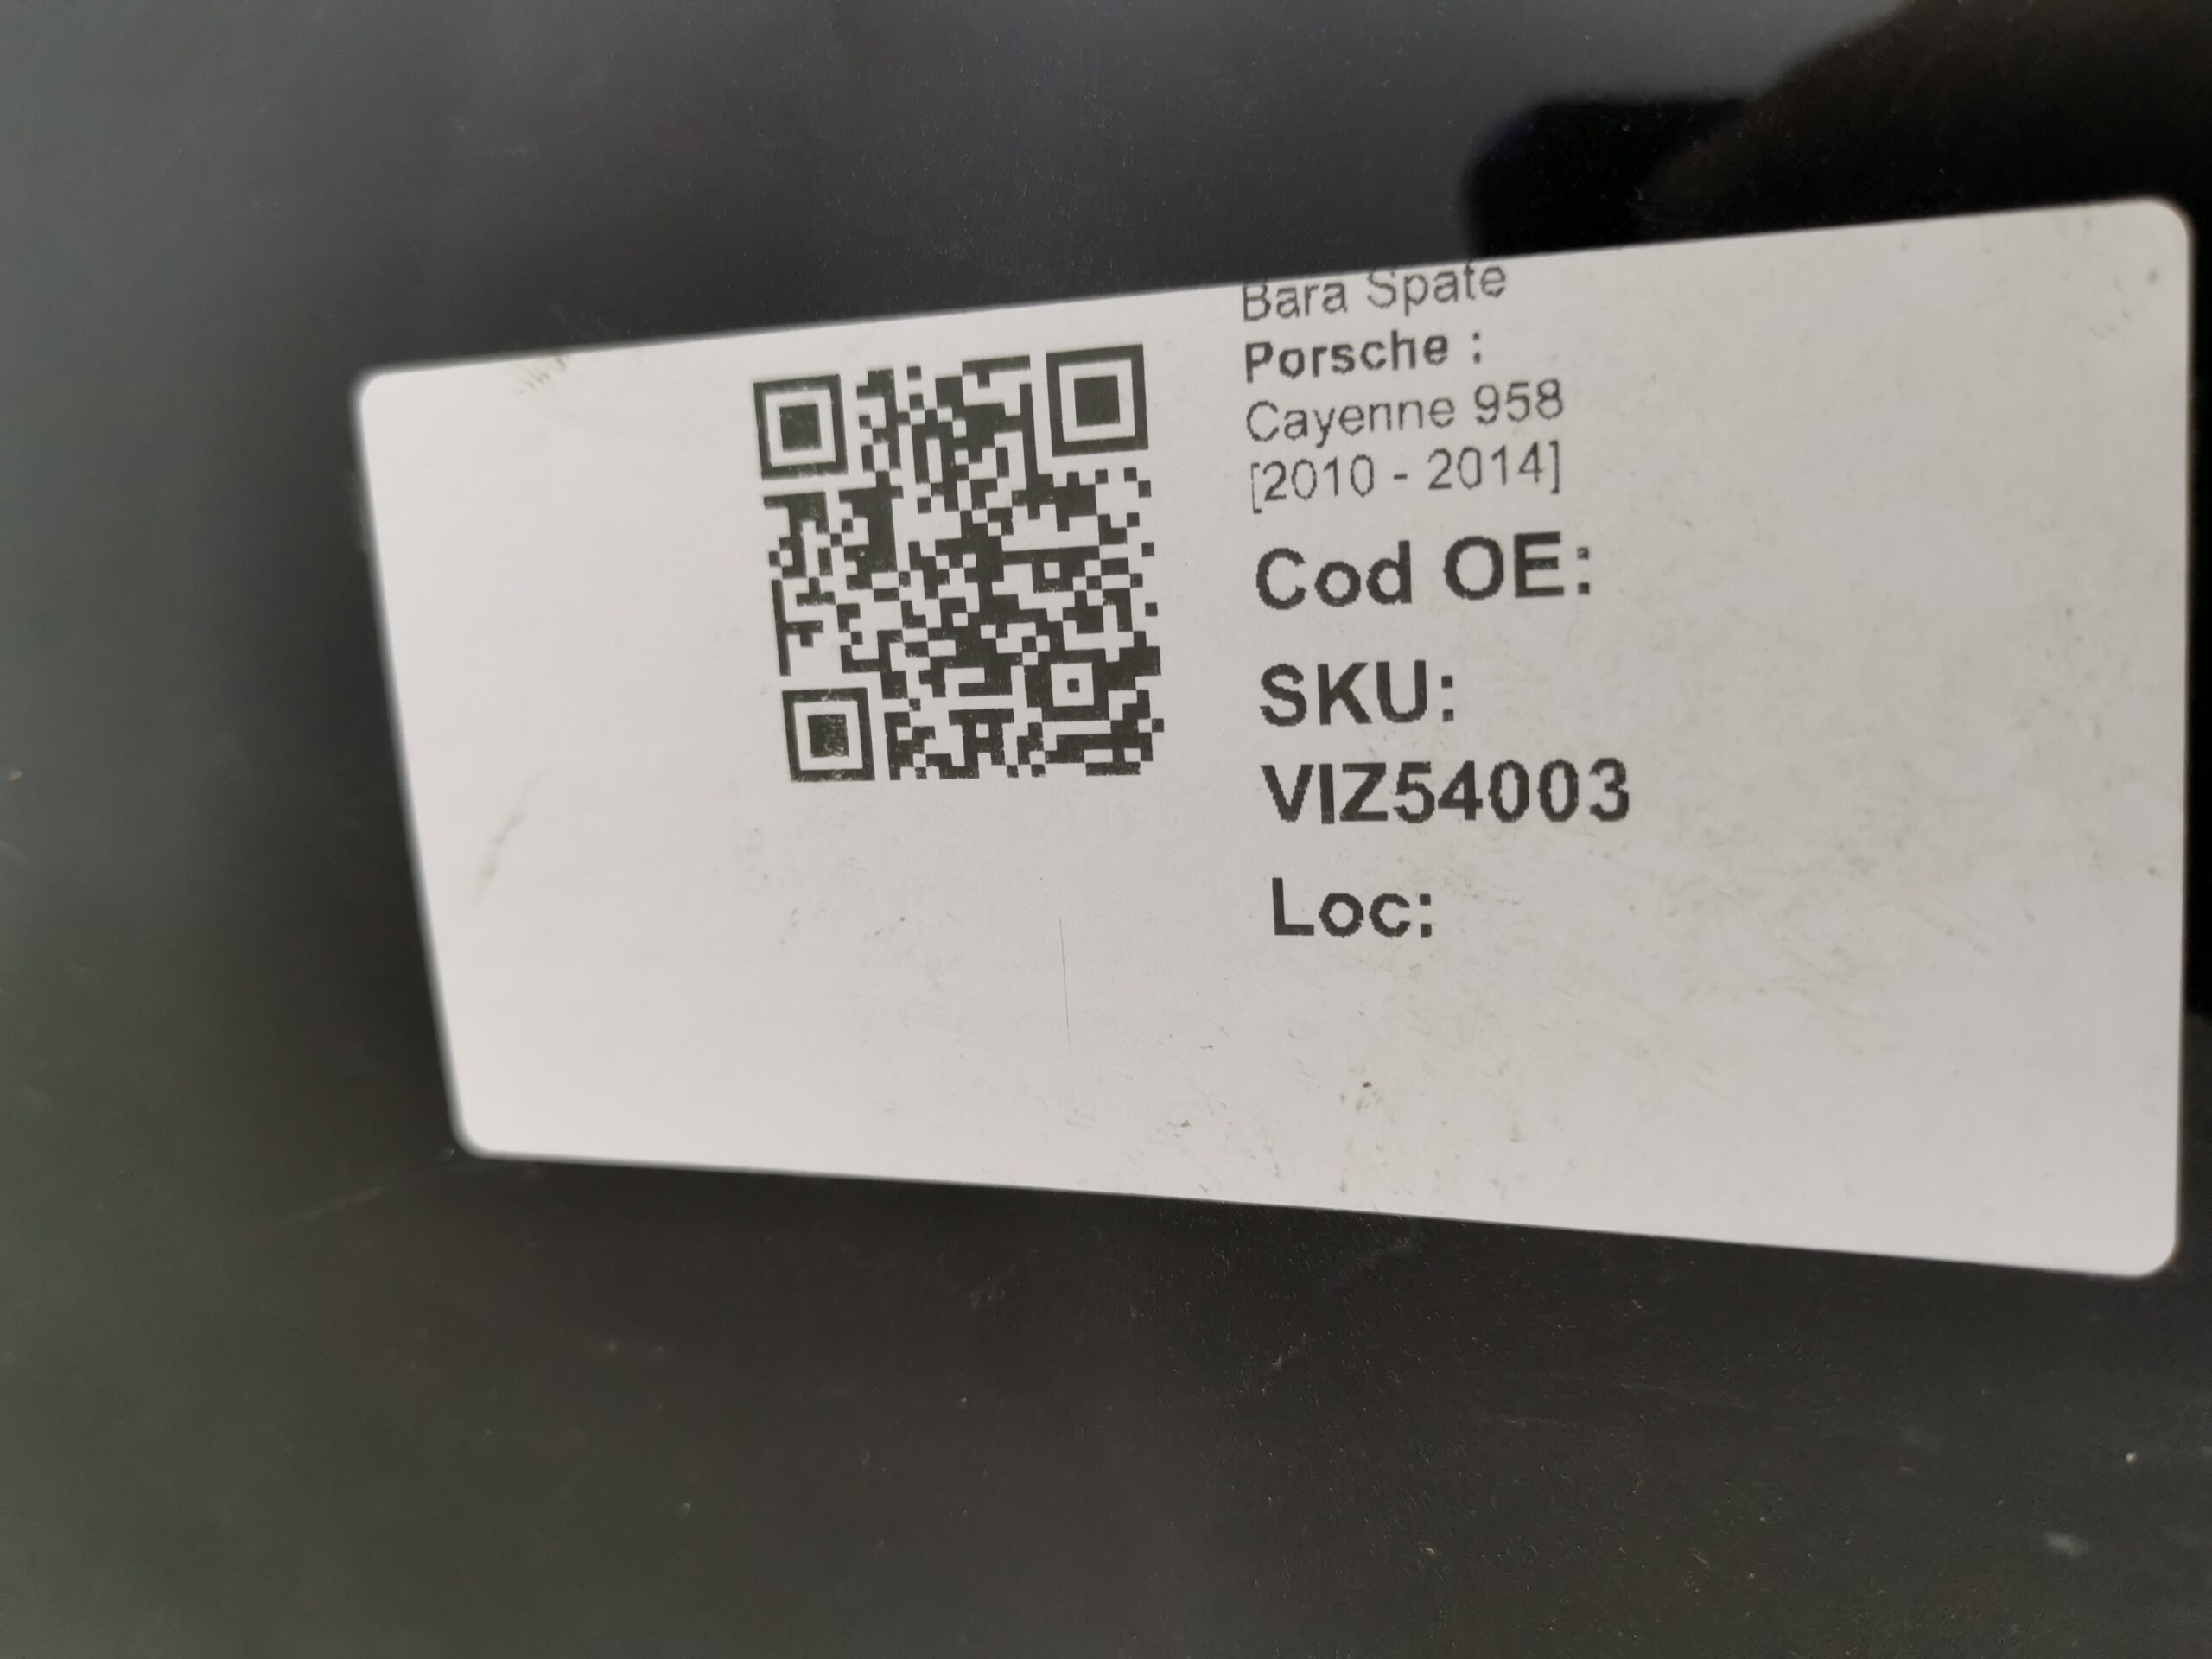 Bara Spate
Porsche :
Cayenne 958
[2010 - 2014]
Cod OE:
SKU:
VIZ54003
Loc: